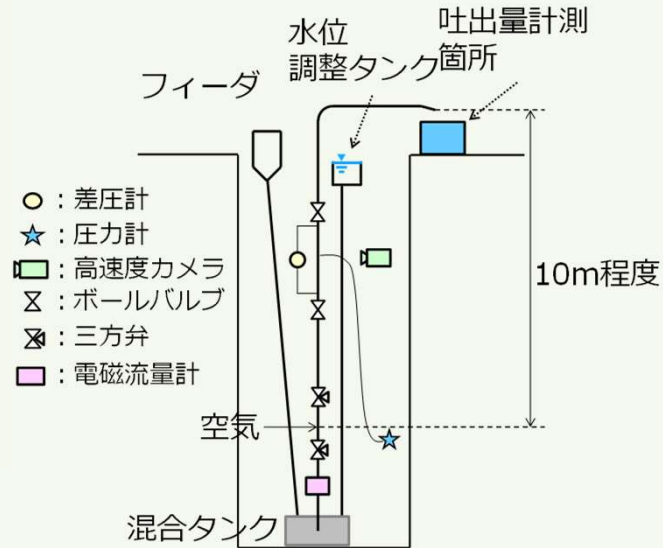 水位
調整タンク
吐出量計測
箇所
フィーダ
○：差圧計
☆：圧力計
：高速度カメラ
：ボールバルブ
：三方弁
：電磁流量計
10m程度
空気
混合タンク